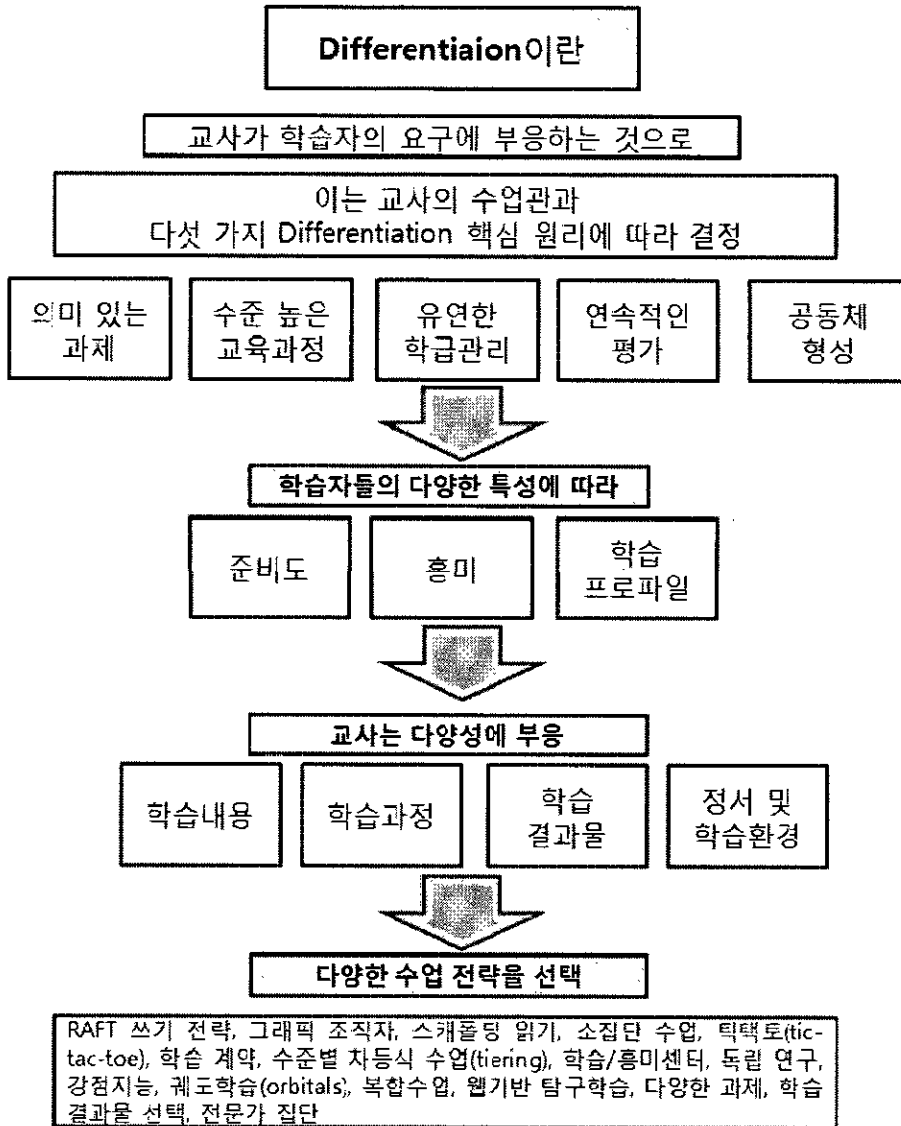 Differentiaion이란
교사가 학습자의 요구에 부응하는 것으로
이는 교사의 수업관과
다섯 가지 Differentiation 핵심 원리에 따라 결정
의미 있는
과제
수준 높은
교육과정
유연한
학급관리
연속적인
평가
공동체
형성
학습자들의 다양한 특성에 따라
준비도
흥미
학습
프로파일
교사는 다양성에 부응
학습내용
학습과정
학습
결과물
정서 및
학습환경
다양한 수업 전략을 선택
RAFT 쓰기 전략, 그래픽 조직자, 스캐폴딩 읽기, 소집단 수업, 틱택토(tic-
tac-toe), 학습 계약, 수준별 차등식 수업(tiering), 학습/흥미센터, 독립 연구,
강점지능, 궤도학습(orbitals), 복합수업, 웹기반 탐구학습, 다양한 과제, 학습
결과물 선택, 전문가 집단